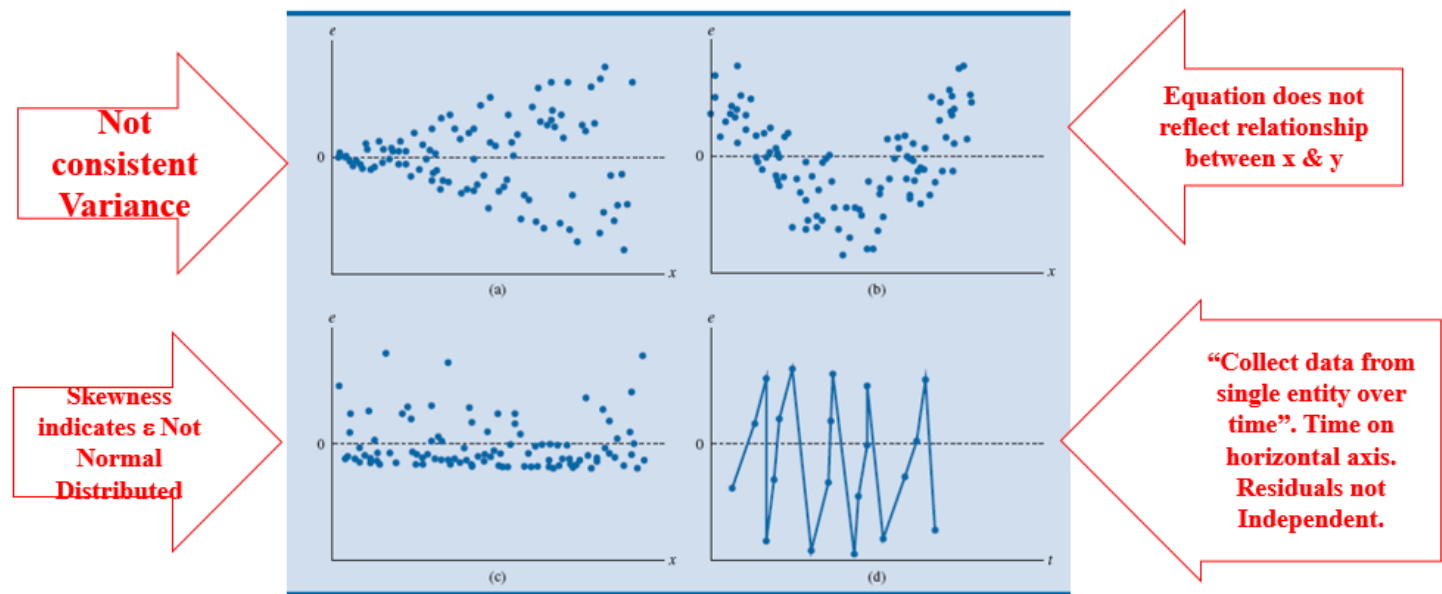 Not
consistent
Variance
e
0
x
(a)
e
0
x
(b)
Equation does not
reflect relationship
between x & y
Skewness
indicates ε Not
Normal
Distributed
e
0
x
(c)
e
0
t
(d)
“Collect data from
single entity over
time”. Time on
horizontal axis.
Residuals not
Independent.